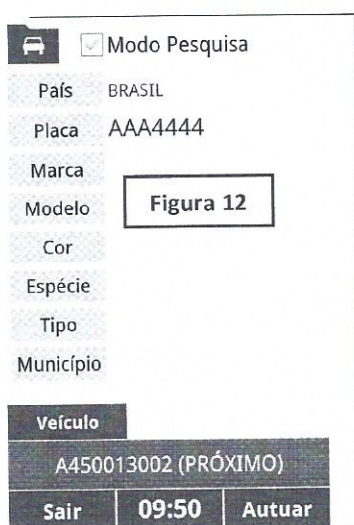 Modo Pesquisa
País BRASIL
Placa AAA4444
Marca
Modelo
Figura 12
Cor
Espécie
Tipo
Município
Veículo
A450013002 (PRÓXIMO)
Sair 09:50 Autuar